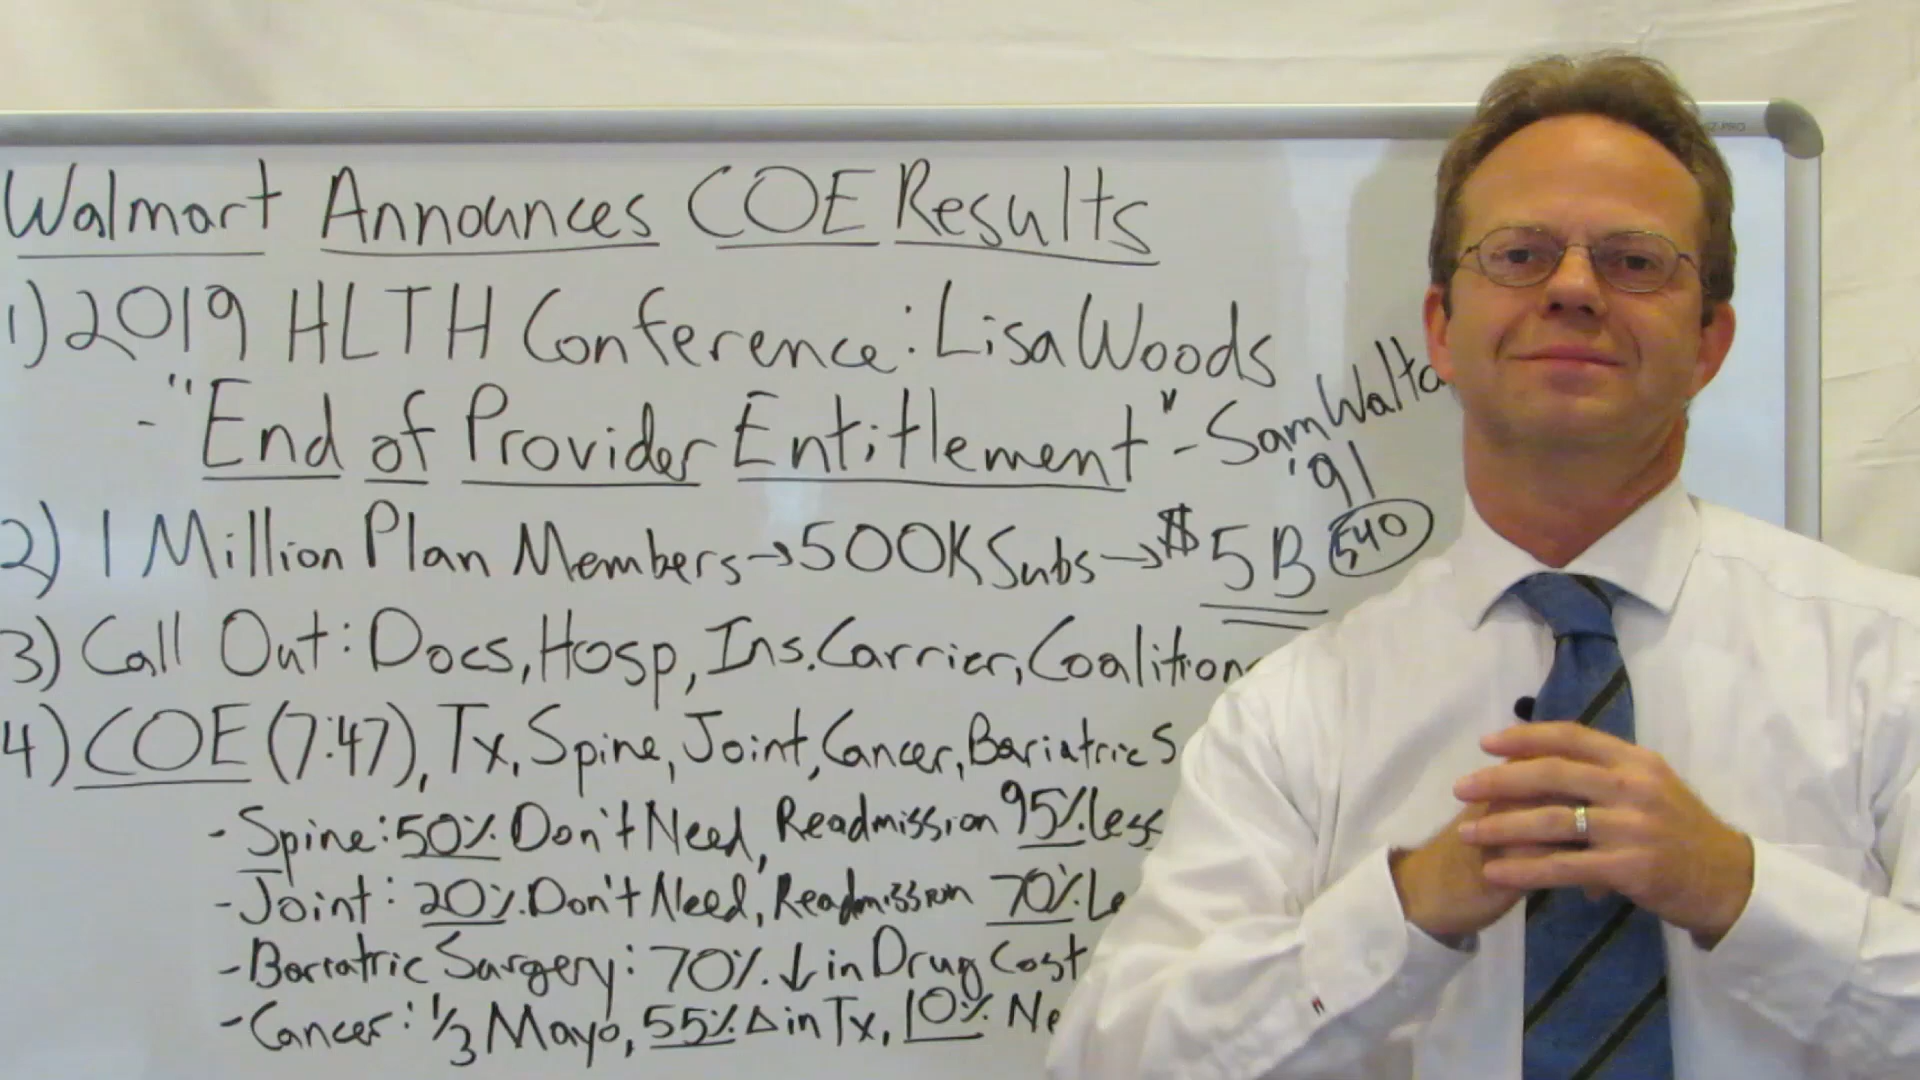 Walmart Announces COE Results
1) 2019 HLTH Conference: Lisa Woods
- "End of Provider Entitlement" - Sam Walto
'91
2) 1 Million Plan Members → 500K Subs → $5B 540
3) Call Out: Docs, Hosp, Ins. Carrier, Coalition
4) COE (7:47), Tx, Spine, Joint, Cancer, Bariatric S
- Spine: 50% Don't Need, Readmission 95% Less
- Joint: 20% Don't Need, Readmission 70% Le
- Bariatric Surgery: 70% ↓ in Drug Cost
- Cancer: 1/3 Mayo, 55% Δ in Tx, 10% Ne